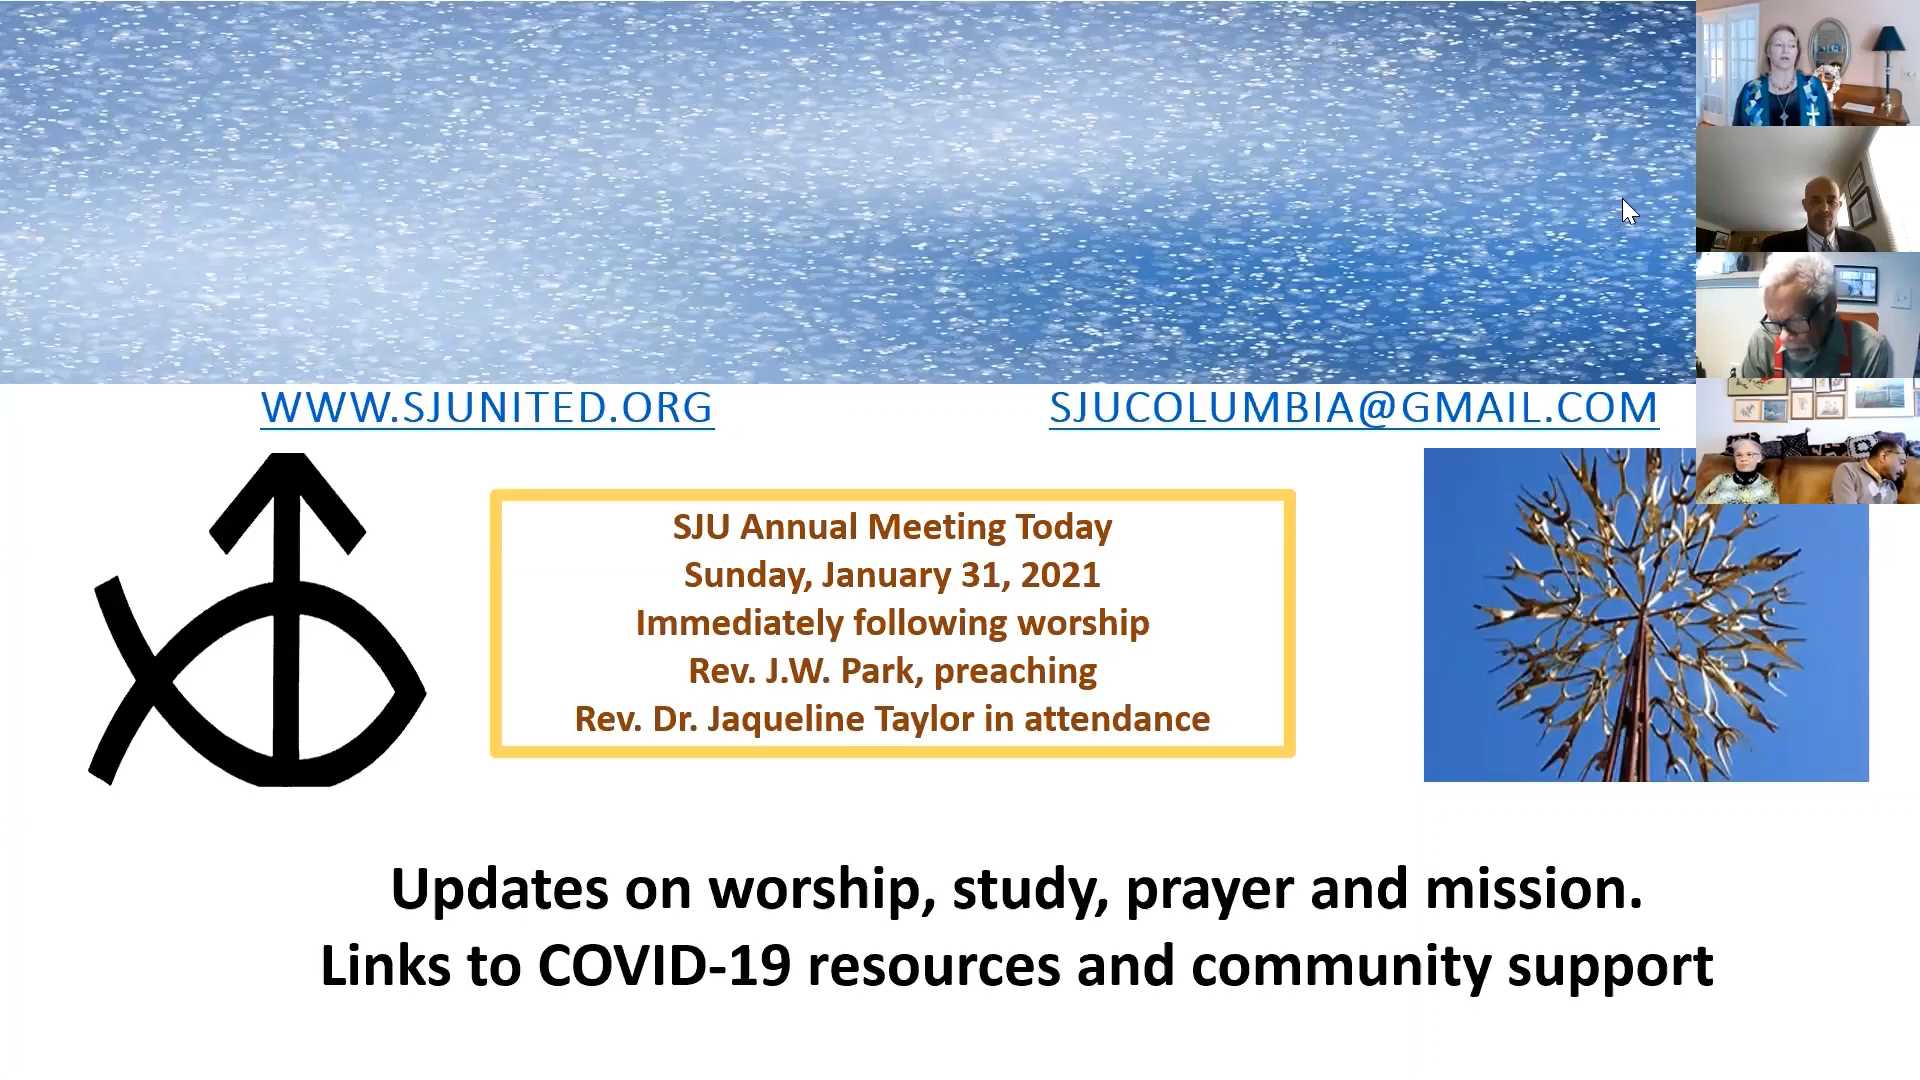 WWW.SJUNITED.ORG
SJUCOLUMBIA@GMAIL.COM
SJU Annual Meeting Today
Sunday, January 31, 2021
Immediately following worship
Rev. J.W. Park, preaching
Rev. Dr. Jaqueline Taylor in attendance
Updates on worship, study, prayer and mission.
Links to COVID-19 resources and community support